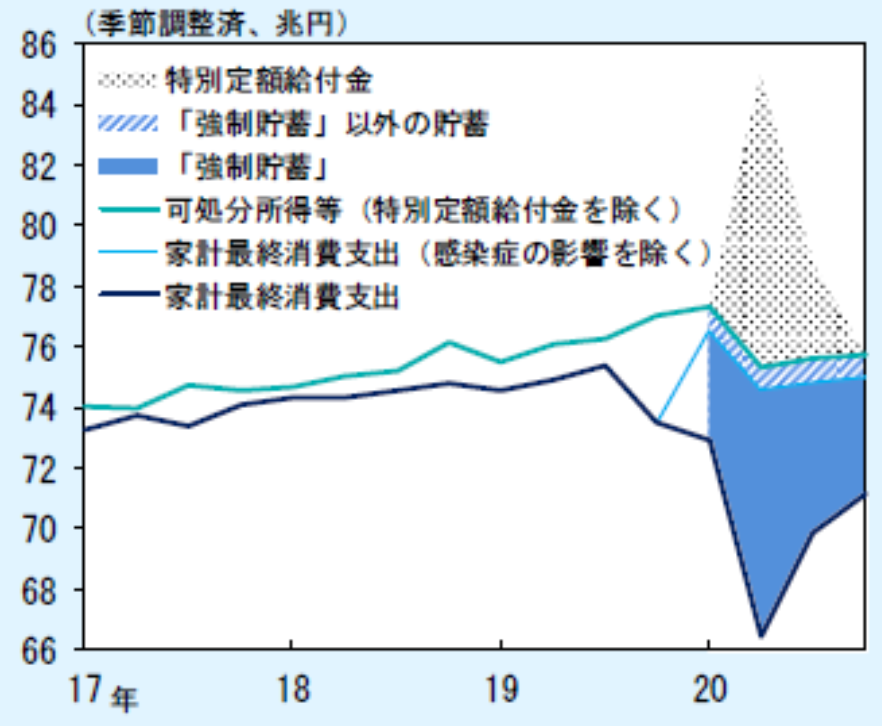 （季節調整済、兆円）
86
84
82
80
78
76
74
72
70
68
66
特別定額給付金
「強制貯蓄」以外の貯蓄
「強制貯蓄」
可処分所得等（特別定額給付金を除く）
家計最終消費支出（感染症の影響を除く）
家計最終消費支出
17年 18 19 20